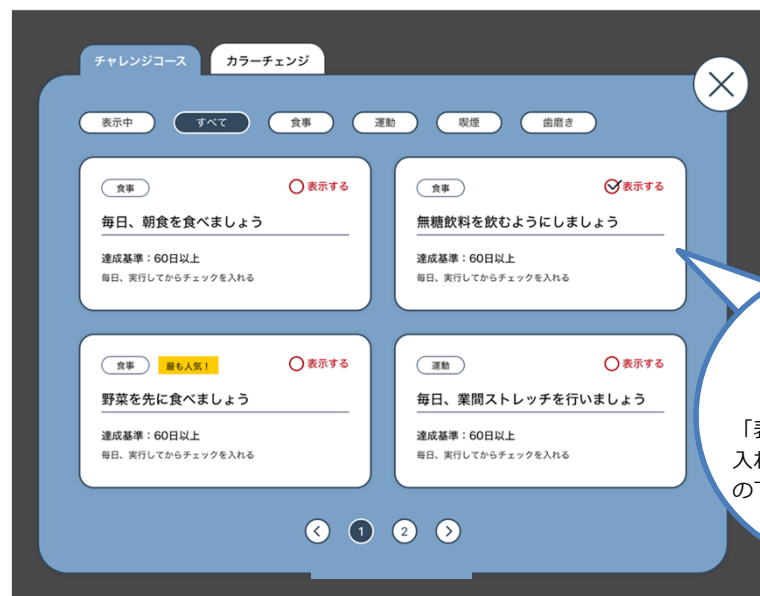 チャレンジコース
カラーチェンジ
表示中
すべて
食事
運動
喫煙
歯磨き
食事
表示する
毎日、朝食を食べましょう
達成基準：60日以上
毎日、実行してからチェックを入れる
食事
表示する
無糖飲料を飲むようにしましょう
達成基準：60日以上
毎日、実行してからチェックを入れる
食事
最も人気！
表示する
野菜を先に食べましょう
達成基準：60日以上
毎日、実行してからチェックを入れる
運動
表示する
毎日、業間ストレッチを行いましょう
達成基準：60日以上
毎日、実行してからチェックを入れる
1
2
「表
入れ
の